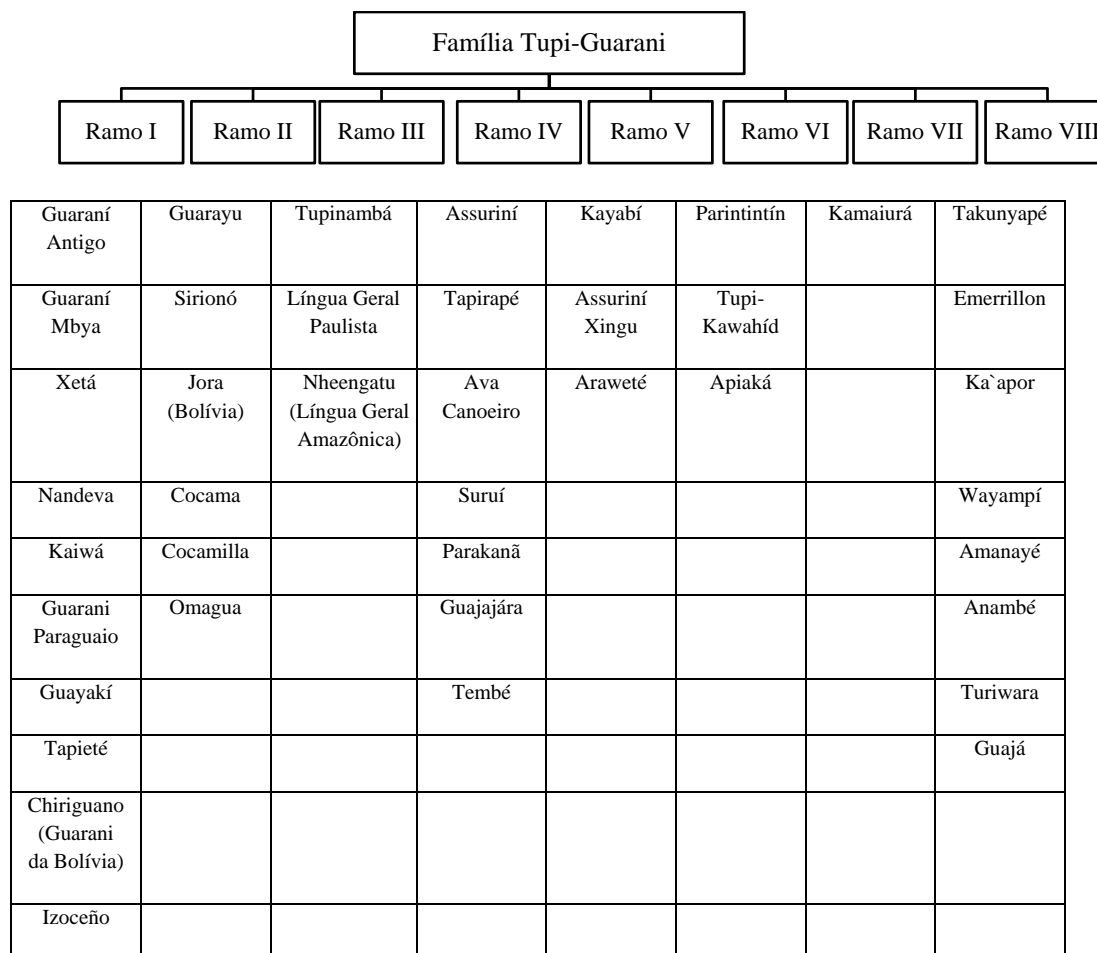 Família Tupi-Guarani
Ramo I Ramo II Ramo III Ramo IV Ramo V Ramo VI Ramo VII Ramo VIII
Guaraní Guarayu Tupinambá Assuriní Kayabí Parintintín Kamaiurá Takunyapé
Antigo
Guaraní Sirionó Língua Geral Tapirapé Assuriní Tupi- Emerrillon
Mbya Paulista Xingu Kawahíd
Xetá Jora Nheengatu Ava Araweté Apiaká Ka`apor
(Bolívia) (Língua Geral Canoeiro
Amazônica)
Nandeva Cocama Suruí Wayampí
Kaiwá Cocamilla Parakanã Amanayé
Guarani Omagua Guajajára Anambé
Paraguaio
Guayakí Tembé Turiwara
Tapieté Guajá
Chiriguano
(Guarani
da Bolívia)
Izoceño